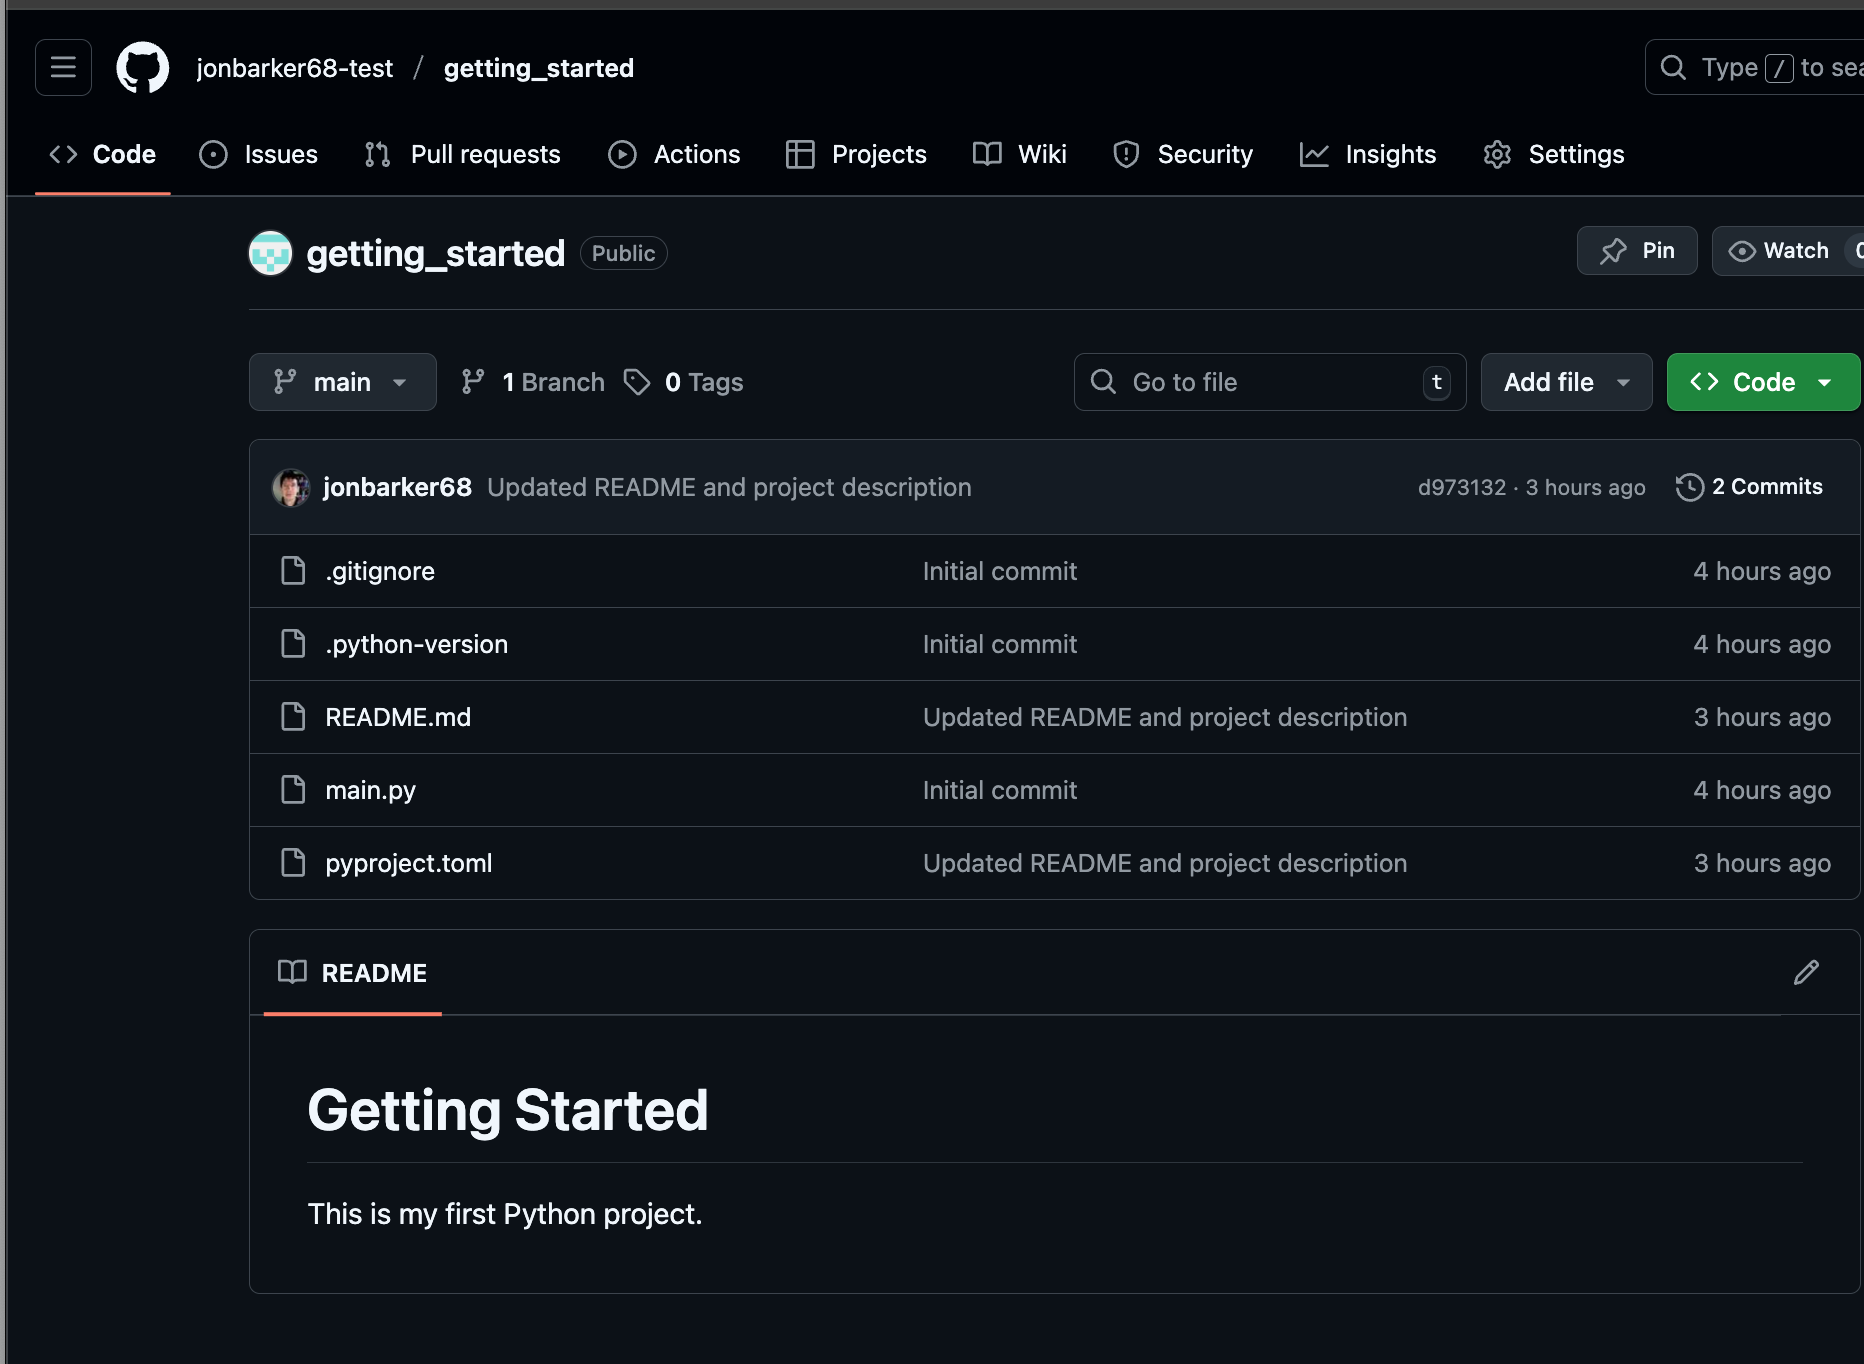 jonbarker68-test / getting_started
Type / to sea
Code Issues Pull requests Actions Projects Wiki Security Insights Settings
getting_started Public Pin Watch 0
main 1 Branch 0 Tags Go to file t Add file Code
jonbarker68 Updated README and project description d973132 · 3 hours ago 2 Commits
.gitignore Initial commit 4 hours ago
.python-version Initial commit 4 hours ago
README.md Updated README and project description 3 hours ago
main.py Initial commit 4 hours ago
pyproject.toml Updated README and project description 3 hours ago
README
Getting Started
This is my first Python project.